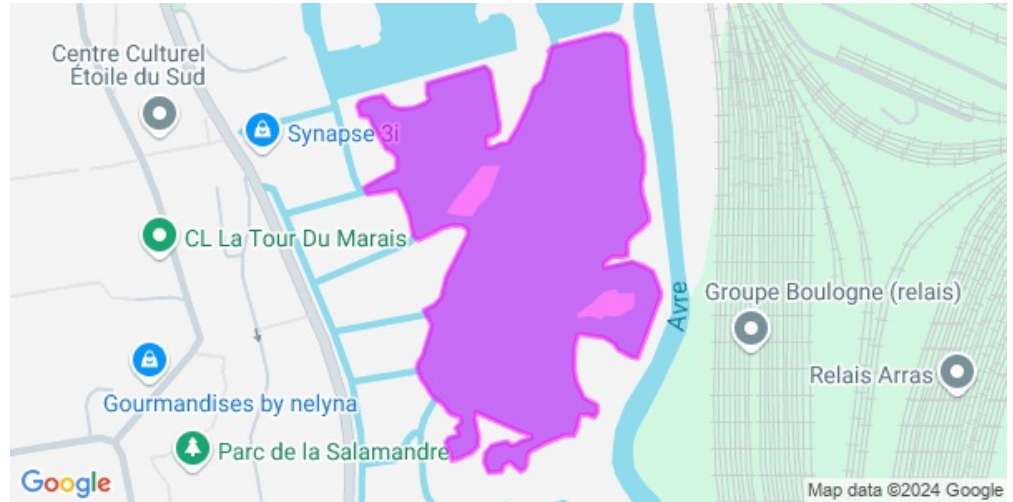 Centre Culturel
Étoile du Sud
Synapse 3i
CL La Tour Du Marais
Avre
Groupe Boulogne (relais)
Relais Arras
Gourmandises by nelyna
Parc de la Salamandre
Google
Map data ©2024 Google